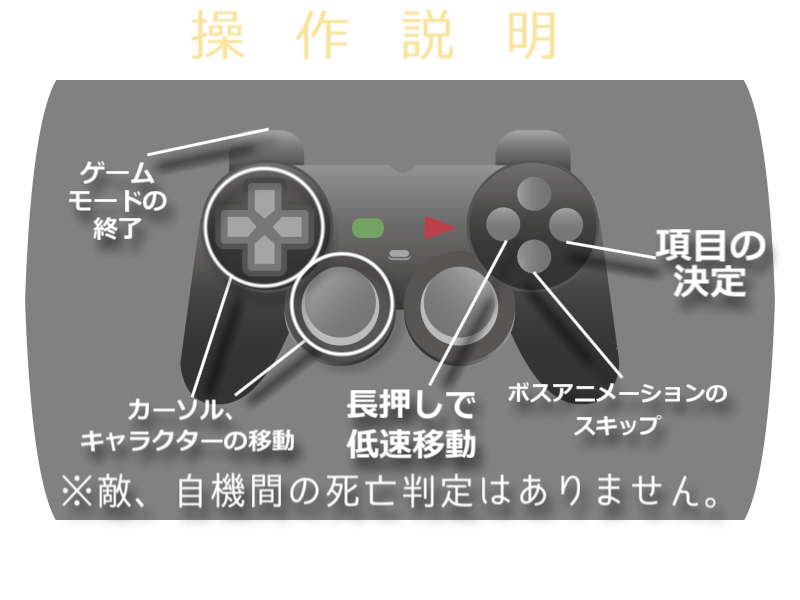 操作説明
ゲーム
モードの
終了
項目の
決定
カーソル、
キャラクターの移動
長押しで
低速移動
ボスアニメーションの
スキップ
※敵、自機間の死亡判定はありません。